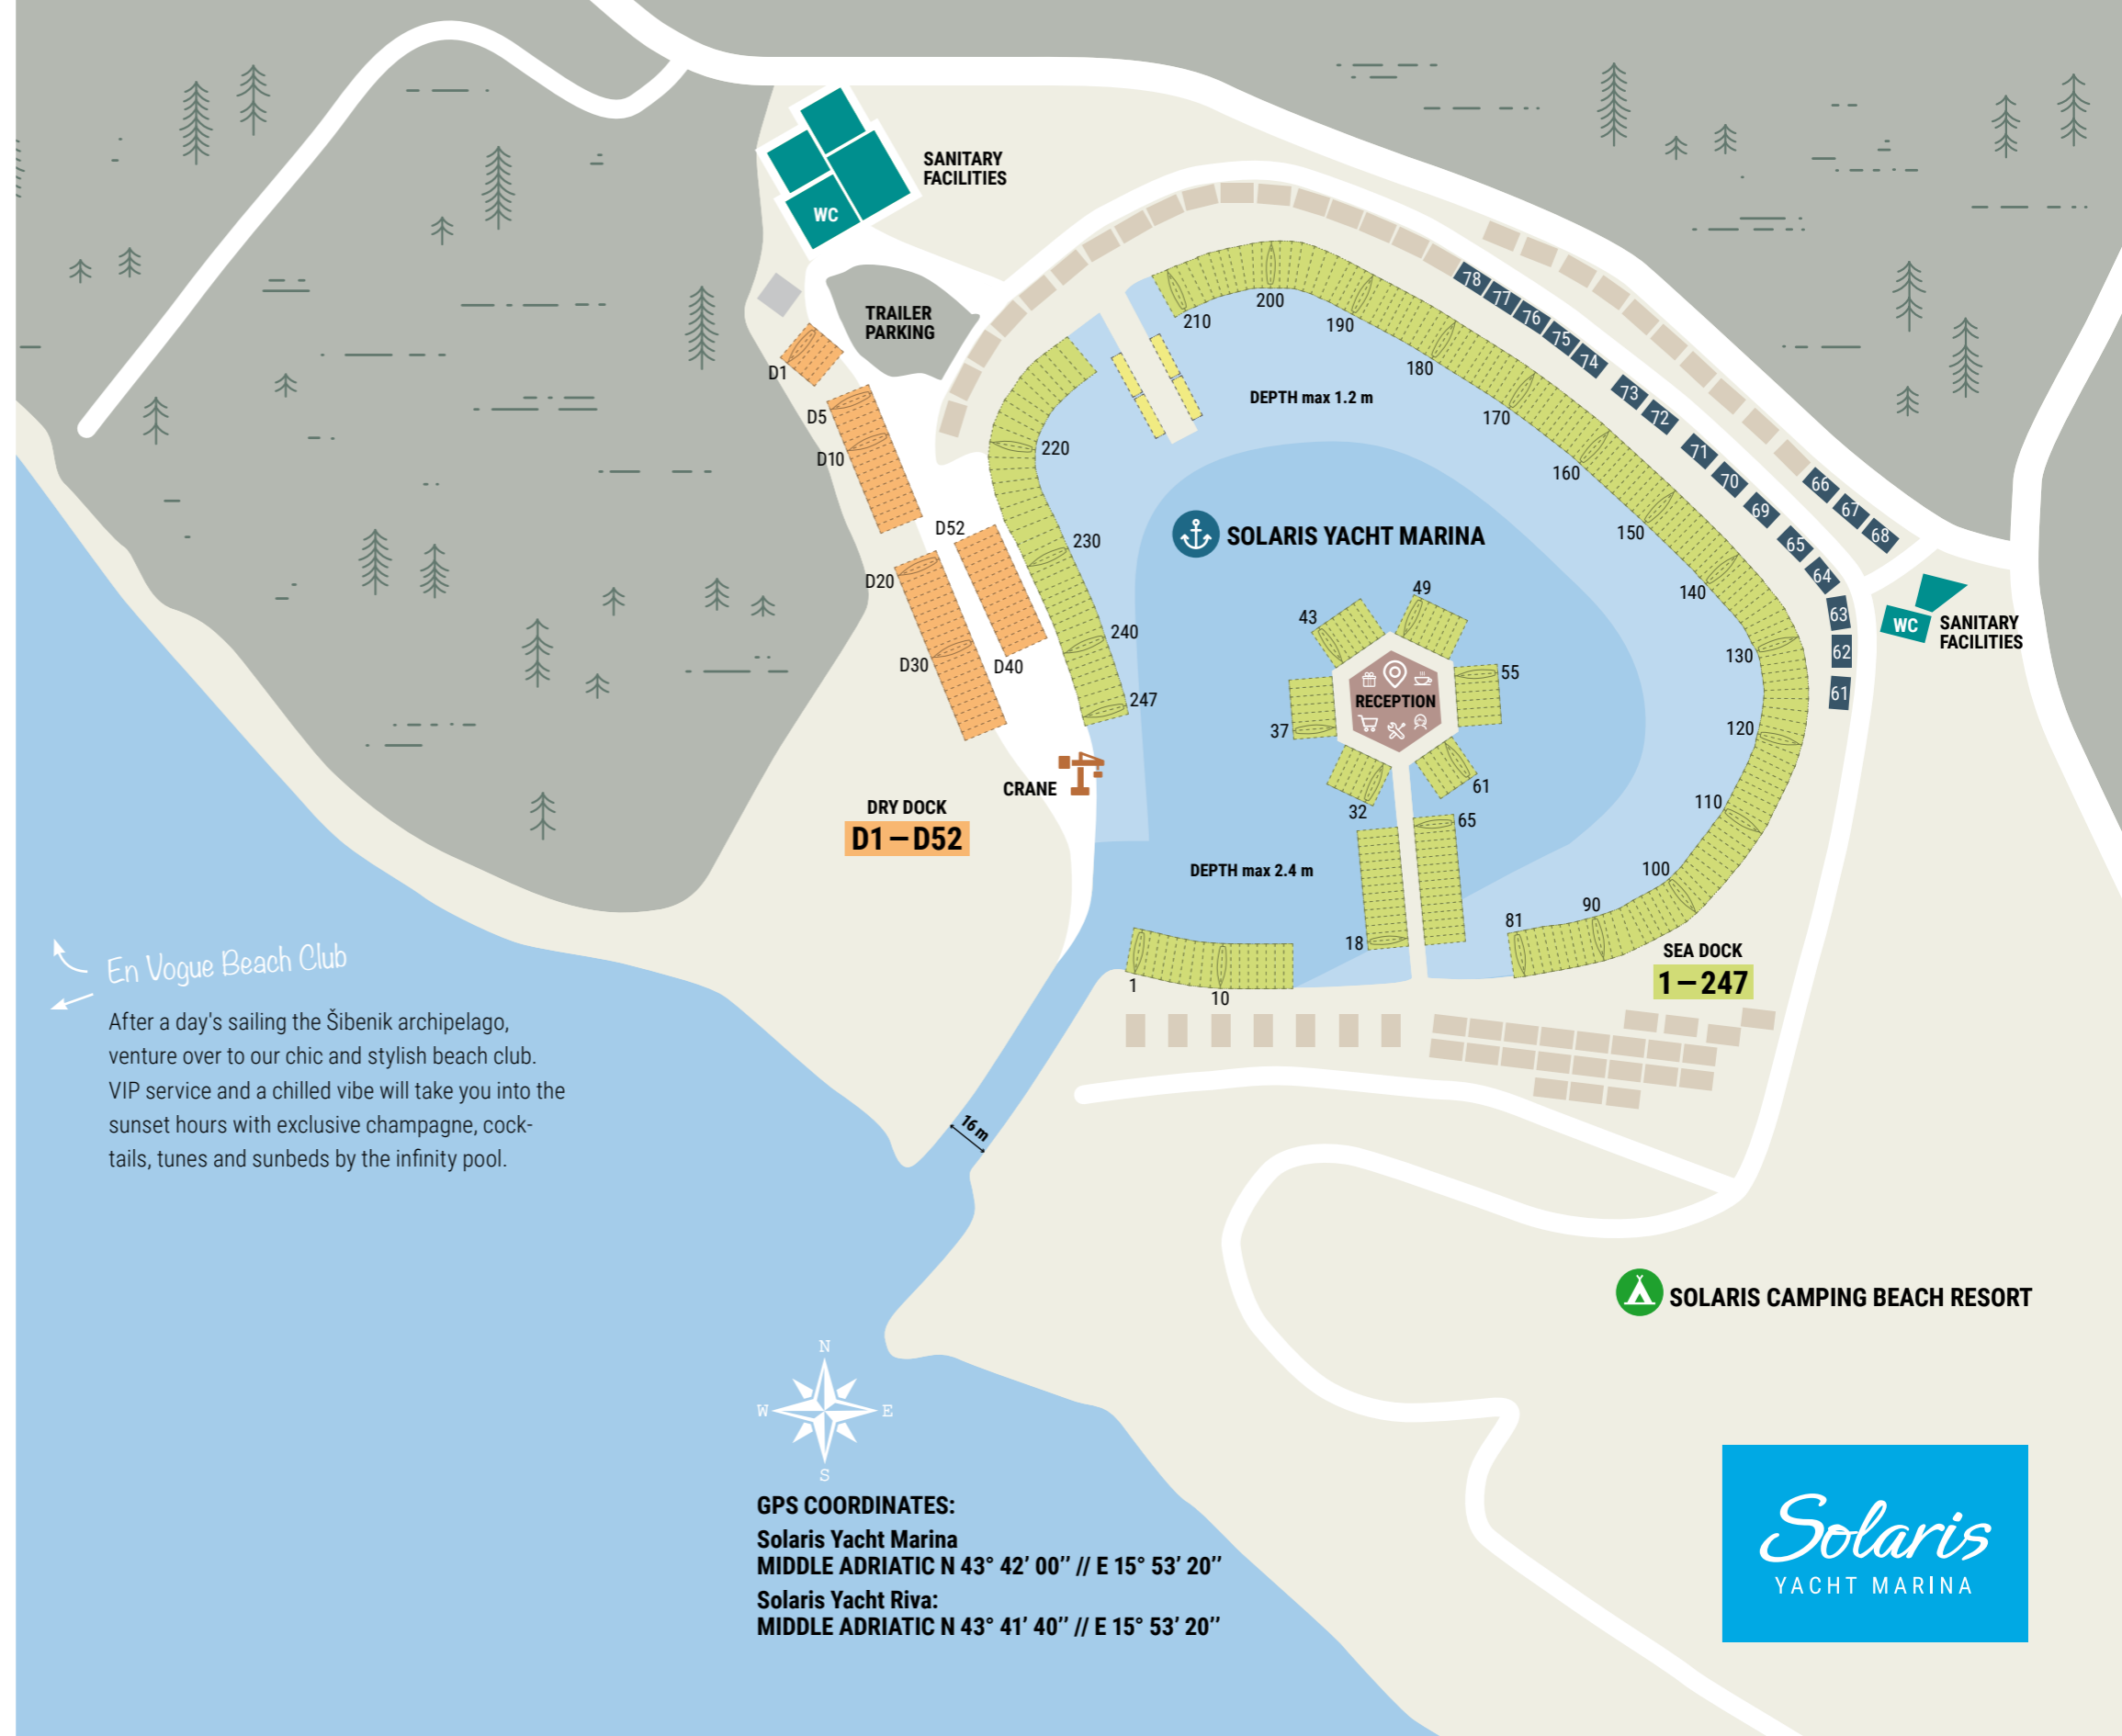 SANITARY
FACILITIES
WC
TRAILER
PARKING
D1
D5
D10
D52
D20
D30
D40
210
200
190
180
170
160
150
140
130
120
110
100
90
81
220
230
240
247
DEPTH max 1.2 m
SOLARIS YACHT MARINA
78
77
76
75
74
73
72
71
70
69
66
67
68
65
64
63
62
61
WC
SANITARY
FACILITIES
43
49
55
37
RECEPTION
32
61
65
18
1
10
CRANE
DRY DOCK
D1 – D52
DEPTH max 2.4 m
SEA DOCK
1 – 247
16 m
En Vogue Beach Club
After a day's sailing the Šibenik archipelago,
venture over to our chic and stylish beach club.
VIP service and a chilled vibe will take you into the
sunset hours with exclusive champagne, cock-
tails, tunes and sunbeds by the infinity pool.
SOLARIS CAMPING BEACH RESORT
N
W
E
S
GPS COORDINATES:
Solaris Yacht Marina
MIDDLE ADRIATIC N 43° 42’ 00’’ // E 15° 53’ 20’’
Solaris Yacht Riva:
MIDDLE ADRIATIC N 43° 41’ 40’’ // E 15° 53’ 20’’
Solaris
YACHT MARINA